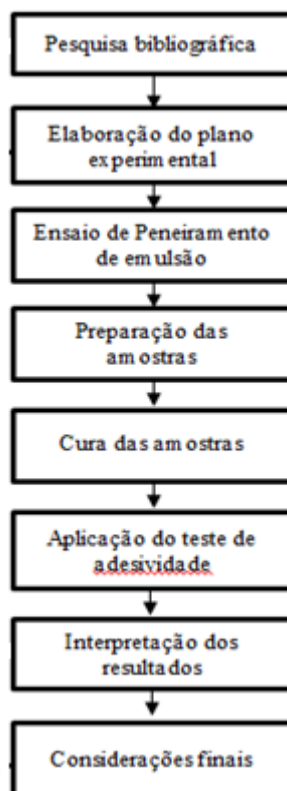 Pesquisa bibliográfica
Elaboração do plano
experimental
Ensaio de Peneiramento
de emulsão
Preparação das
amostras
Cura das amostras
Aplicação do teste de
adesividade
Interpretação dos
resultados
Considerações finais